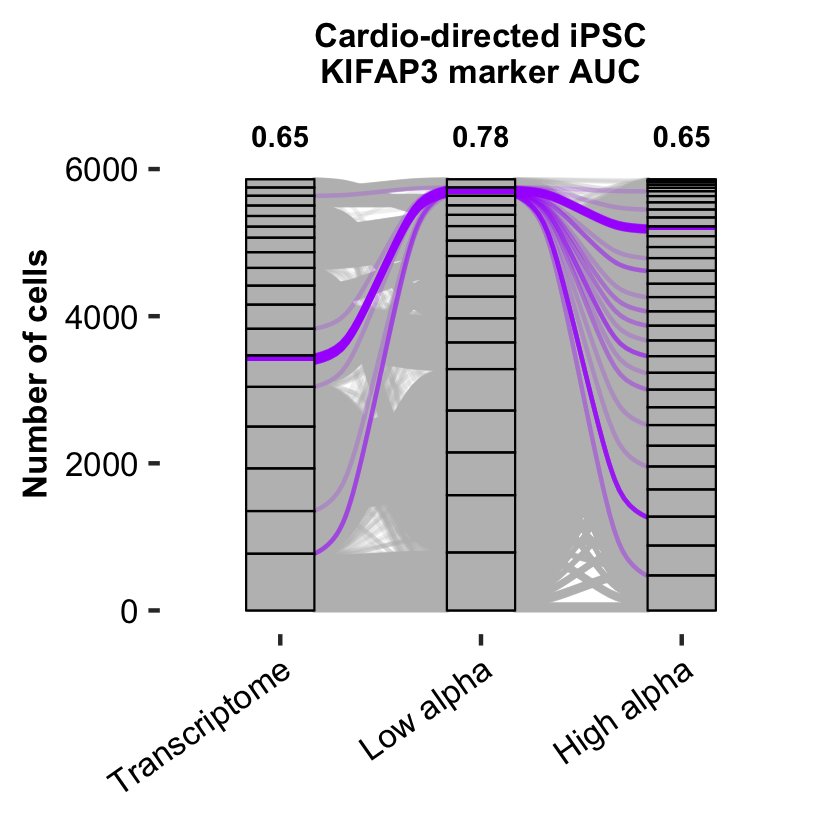 Cardio-directed iPSC
KIFAP3 marker AUC
0.65 0.78 0.65
Number of cells
6000
4000
2000
0
Transcriptome
Low alpha
High alpha